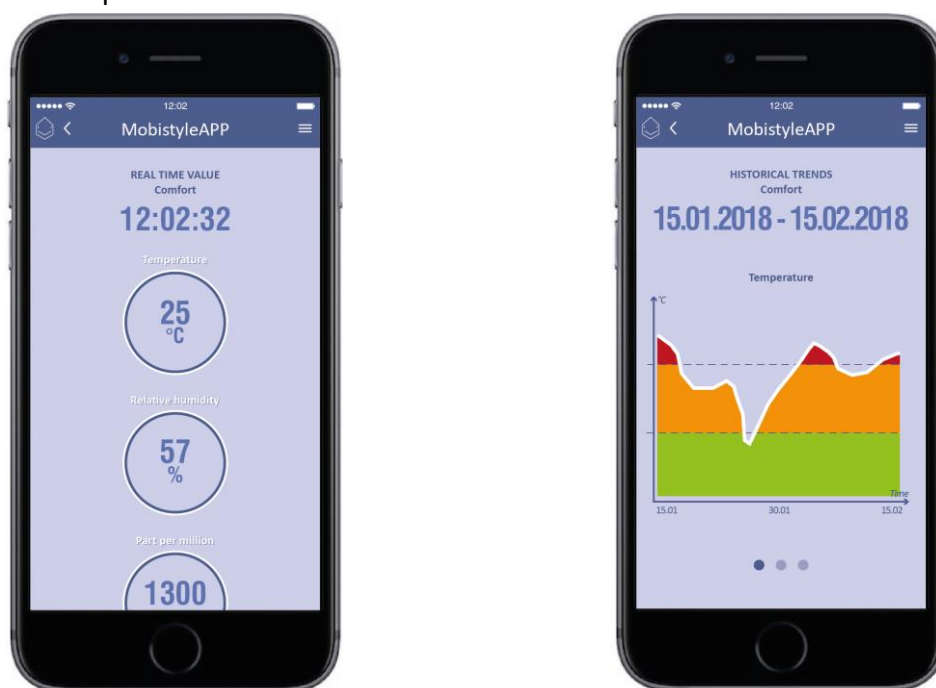 12:02
MobistyleAPP
REAL TIME VALUE
Comfort
12:02:32
Temperature
25
°C
Relative humidity
57
%
Part per million
1300
12:02
MobistyleAPP
HISTORICAL TRENDS
Comfort
15.01.2018 - 15.02.2018
Temperature
°C
Time
15.01 30.01 15.02